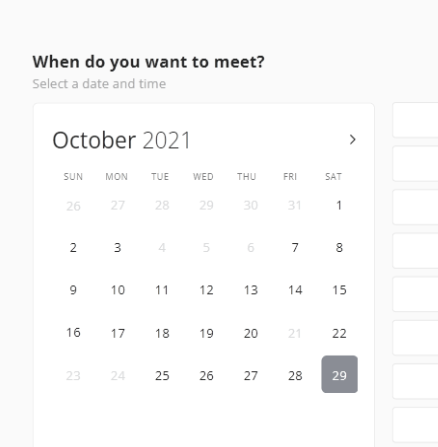 When do you want to meet?
Select a date and time
October 2021
SUN MON TUE WED THU FRI SAT
26 27 28 29 30 31 1
2 3 4 5 6 7 8
9 10 11 12 13 14 15
16 17 18 19 20 21 22
23 24 25 26 27 28 29